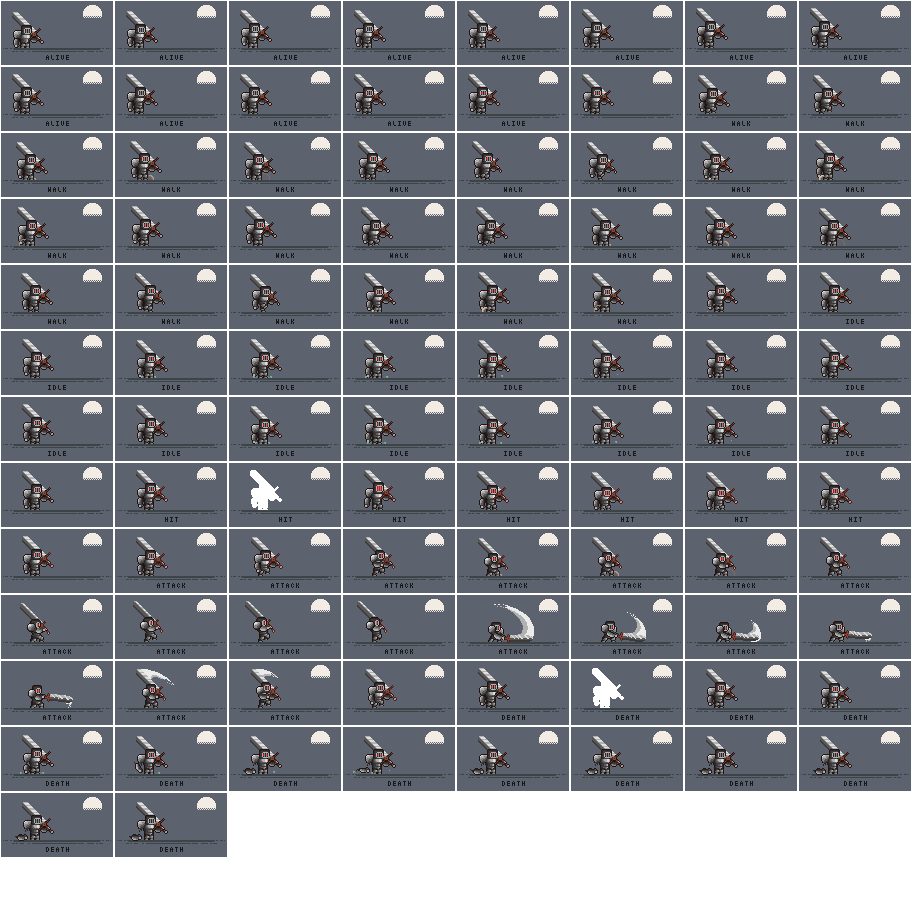 ALIVE ALIVE ALIVE ALIVE ALIVE ALIVE ALIVE ALIVE
ALIVE ALIVE ALIVE ALIVE ALIVE ALIVE WALK WALK
WALK WALK WALK WALK WALK WALK WALK WALK
WALK WALK WALK WALK WALK WALK WALK WALK
WALK WALK WALK WALK WALK WALK WALK IDLE
IDLE IDLE IDLE IDLE IDLE IDLE IDLE IDLE
IDLE IDLE IDLE IDLE IDLE IDLE IDLE IDLE
HIT HIT HIT HIT HIT HIT HIT
ATTACK ATTACK ATTACK ATTACK ATTACK ATTACK ATTACK
ATTACK ATTACK ATTACK ATTACK ATTACK ATTACK ATTACK ATTACK
ATTACK ATTACK ATTACK DEATH DEATH DEATH DEATH
DEATH DEATH DEATH DEATH DEATH DEATH DEATH DEATH
DEATH DEATH